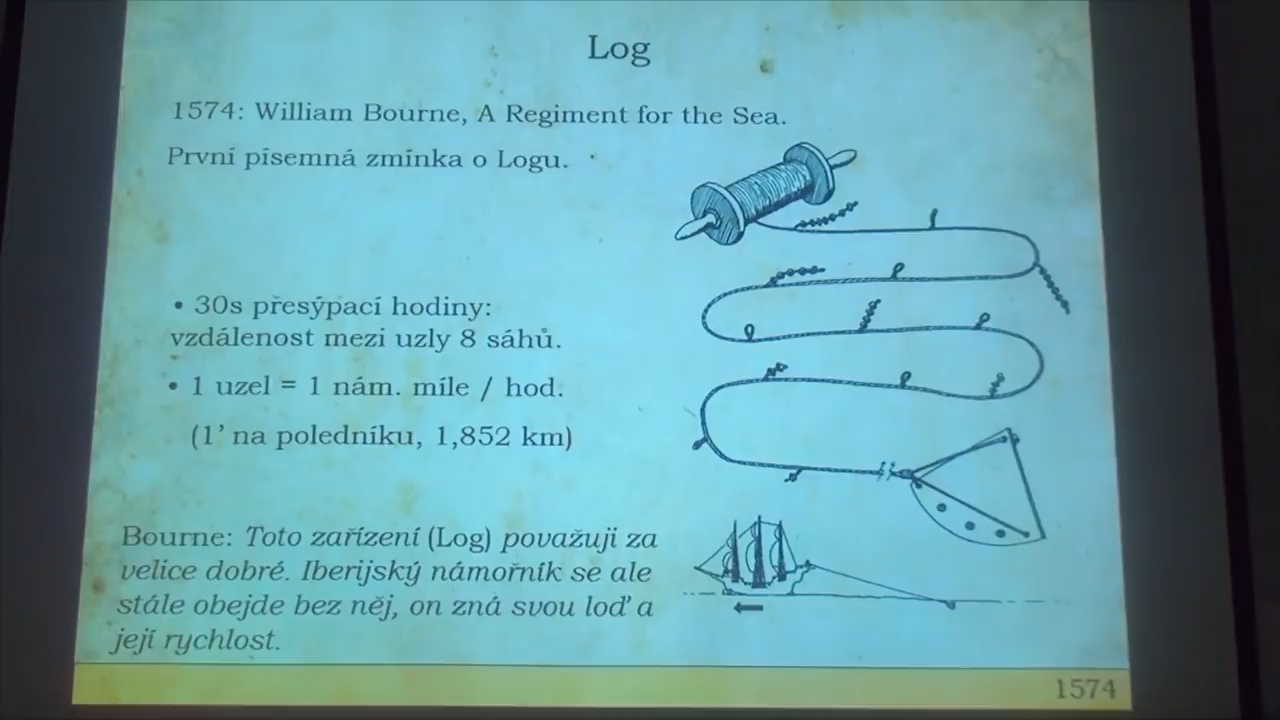 Log
1574: William Bourne, A Regiment for the Sea.
První písemná zmínka o Logu.
• 30s přesýpací hodiny:
vzdálenost mezi uzly 8 sáhů.
• 1 uzel = 1 nám. míle / hod.
(1’ na poledníku, 1,852 km)
Bourne: Toto zařízení (Log) považuji za
velice dobré. Iberijský námořník se ale
stále obejde bez něj, on zná svou loď a
její rychlost.
1574